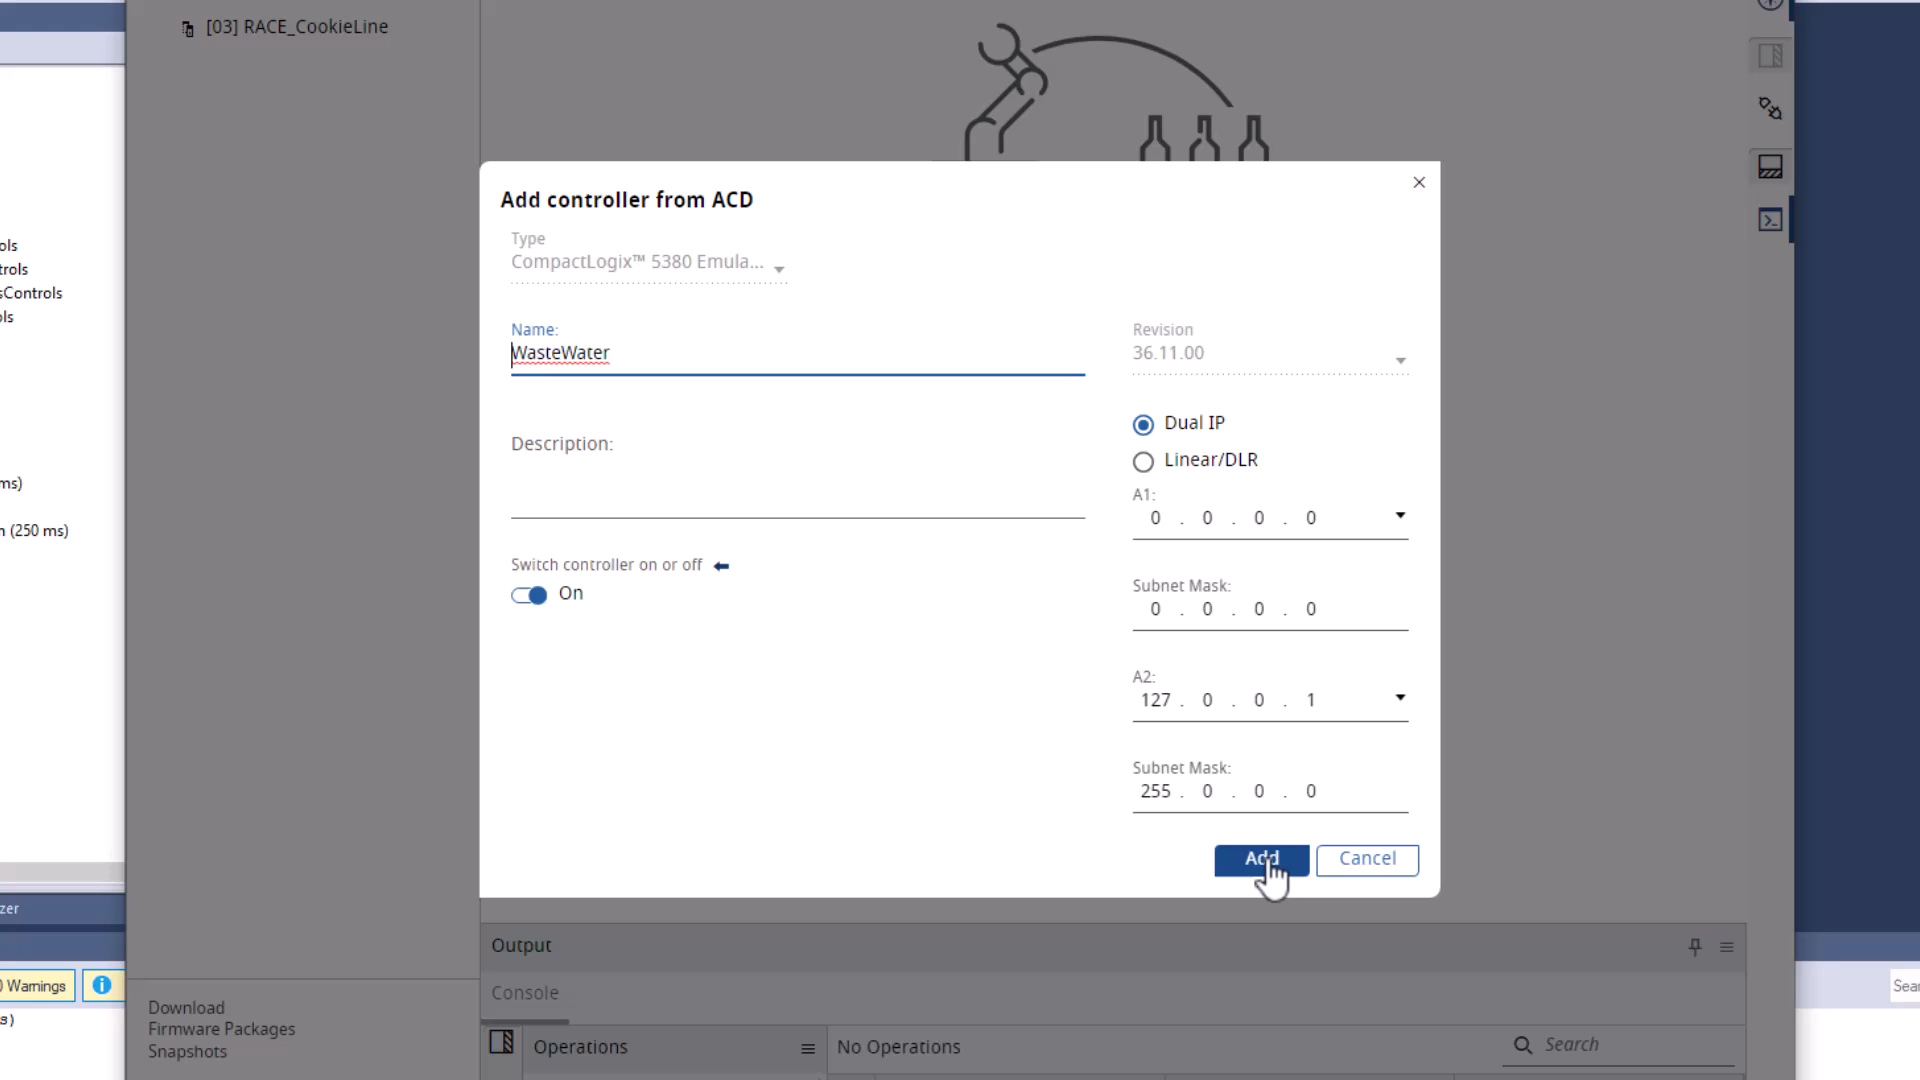 [03] RACE_CookieLine
Add controller from ACD
Type
CompactLogix™ 5380 Emula...
Name:
WasteWater
Revision
36.11.00
Description:
Dual IP
Linear/DLR
A1:
0 . 0 . 0 . 0
Subnet Mask:
0 . 0 . 0 . 0
Switch controller on or off
On
A2:
127 . 0 . 0 . 1
Subnet Mask:
255 . 0 . 0 . 0
Add
Cancel
ols
trols
sControls
ols
ms)
n (250 ms)
zer
0 Warnings
s)
Output
Console
Operations
No Operations
Search
Download
Firmware Packages
Snapshots
Sear